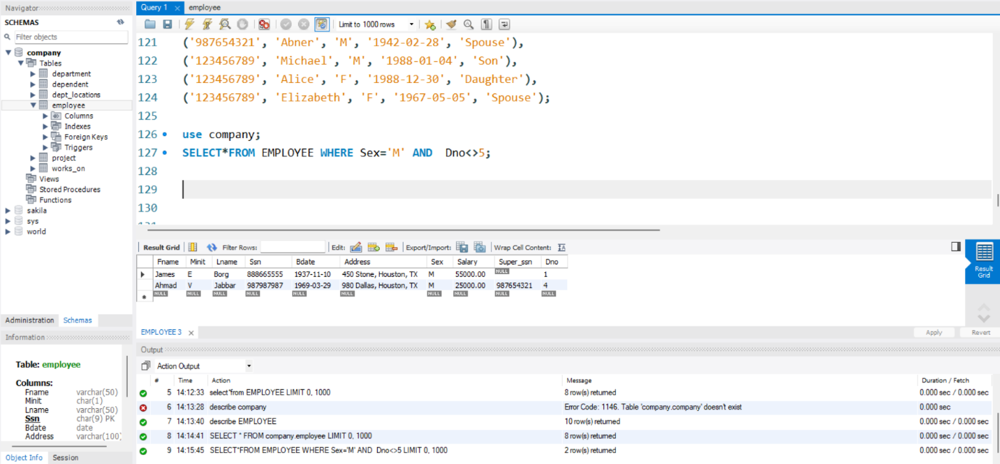 Navigator
SCHEMAS
Filter objects
company
Tables
department
dependent
dept_locations
employee
Columns
Indexes
Foreign Keys
Triggers
project
works_on
Views
Stored Procedures
Functions
sakila
sys
world
Administration Schemas
Information
Table: employee
Columns:
Fname varchar(50)
Minit char(1)
Lname varchar(50)
Ssn char(9) PK
Bdate date
Address varchar(100)
Object Info Session
Query 1 employee
Limit to 1000 rows
121 ('987654321', 'Abner', 'M', '1942-02-28', 'Spouse'),
122 ('123456789', 'Michael', 'M', '1988-01-04', 'Son'),
123 ('123456789', 'Alice', 'F', '1988-12-30', 'Daughter'),
124 ('123456789', 'Elizabeth', 'F', '1967-05-05', 'Spouse');
125
126 use company;
127 SELECT*FROM EMPLOYEE WHERE Sex='M' AND  Dno<>5;
128
129
130
131
Result Grid Filter Rows: Edit: Export/Import: Wrap Cell Content: IA
Fname Minit Lname Ssn Bdate Address Sex Salary Super_ssn Dno
James E Borg 888665555 1937-11-10 450 Stone, Houston, TX M 55000.00 NULL 1
Ahmad V Jabbar 987987987 1969-03-29 980 Dallas, Houston, TX M 25000.00 987654321 4
NULL NULL NULL NULL NULL NULL NULL NULL NULL NULL
Result
Grid
EMPLOYEE 3 Apply Revert
Output
Action Output
# Time Action Message Duration / Fetch
5 14:12:33 select*from EMPLOYEE LIMIT 0, 1000 8 row(s) returned 0.000 sec / 0.000 sec
6 14:13:28 describe company Error Code: 1146. Table 'company.company' doesn't exist 0.000 sec
7 14:13:40 describe EMPLOYEE 10 row(s) returned 0.000 sec / 0.000 sec
8 14:14:41 SELECT * FROM company.employee LIMIT 0, 1000 8 row(s) returned 0.000 sec / 0.000 sec
9 14:15:45 SELECT*FROM EMPLOYEE WHERE Sex='M' AND  Dno<>5 LIMIT 0, 1000 2 row(s) returned 0.000 sec / 0.000 sec